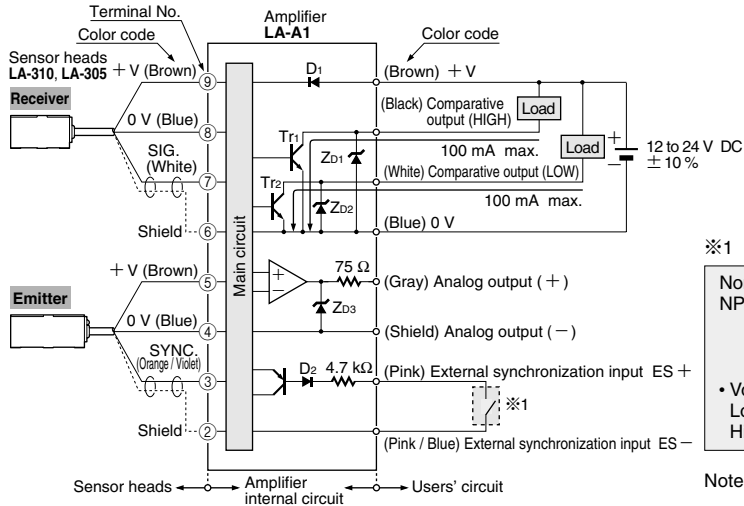 Terminal No.
Color code
Amplifier
LA-A1
Color code
Sensor heads
LA-310, LA-305
+V (Brown)
9
D1
(Brown) +V
Receiver
(Black) Comparative
output (HIGH)
Load
0 V (Blue)
8
Tr1
ZD1
100 mA max.
Load
+
−
12 to 24 V DC
±10 %
SIG.
(White)
7
(White) Comparative output (LOW)
Tr2
ZD2
100 mA max.
Shield
6
(Blue) 0 V
Main circuit
※1
+V (Brown)
5
+
−
75 Ω
(Gray) Analog output (+)
Emitter
ZD3
0 V (Blue)
4
(Shield) Analog output (−)
SYNC.
(Orange / Violet)
3
D2
4.7 kΩ
(Pink) External synchronization input ES +
※1
Shield
2
(Pink / Blue) External synchronization input ES −
Sensor heads
Amplifier
internal circuit
Users' circuit
NP
Note